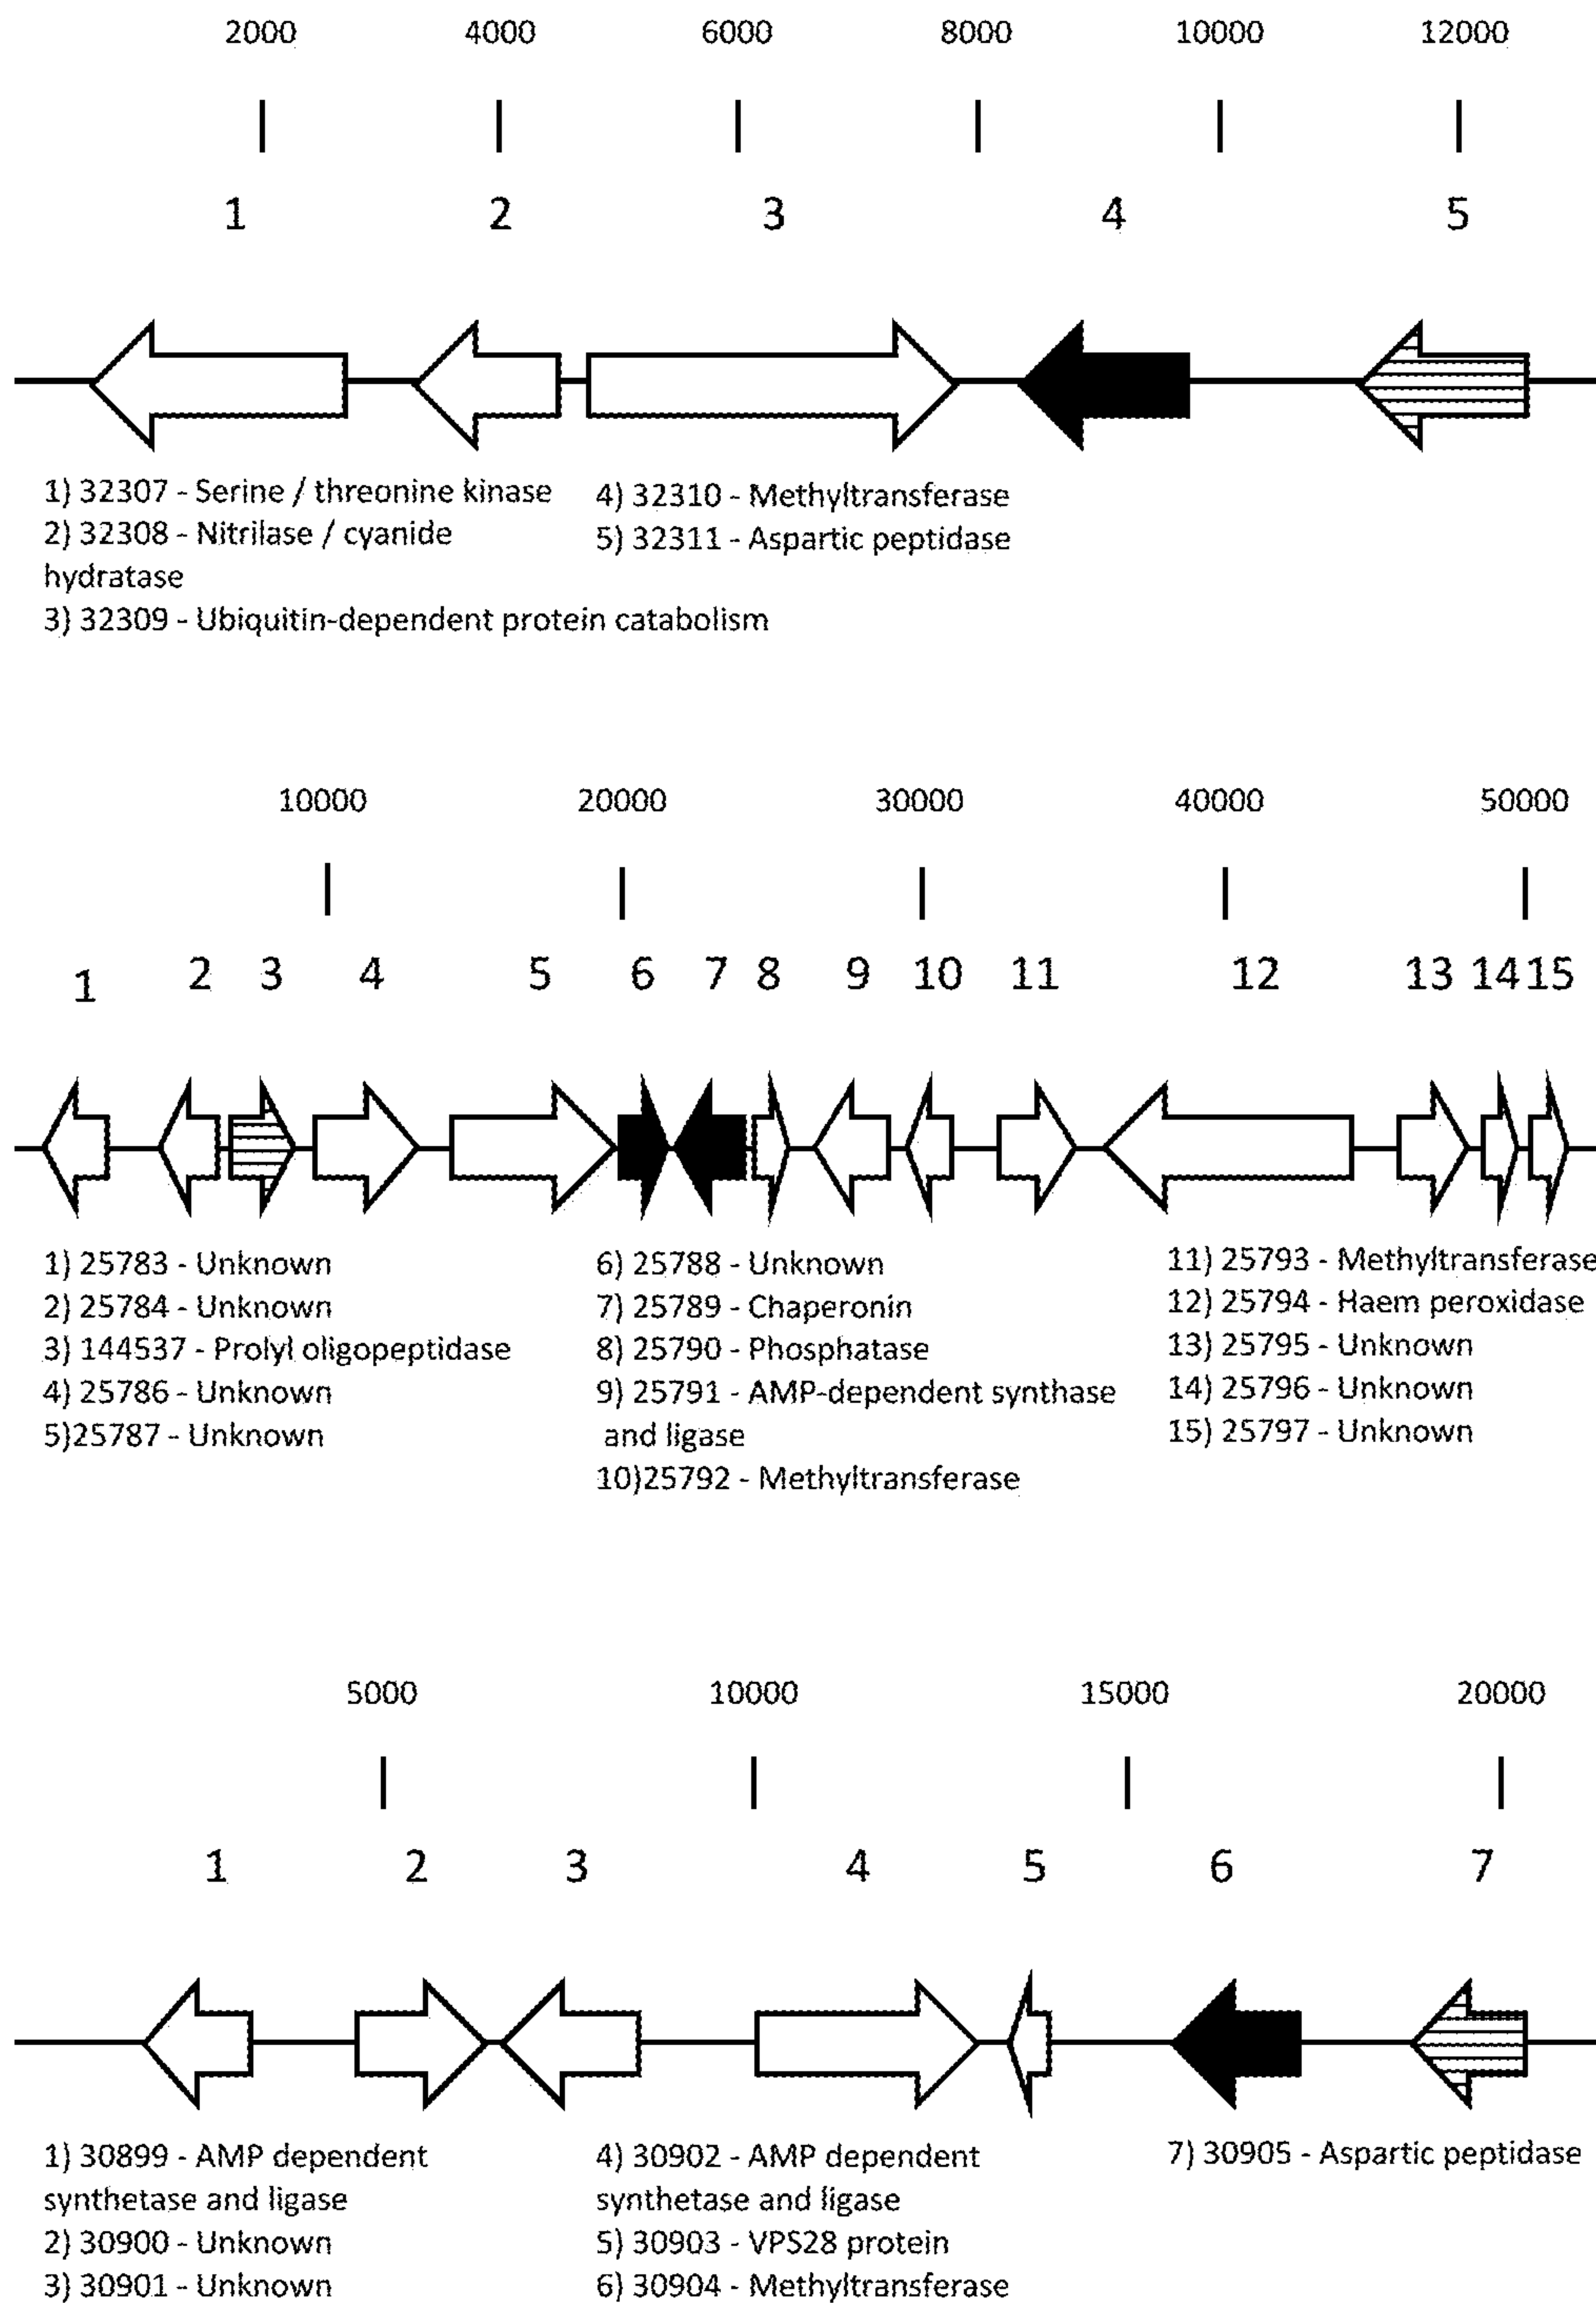 2000 4000 6000 8000 10000 12000
1 2 3 4 5
1) 32307 - Serine / threonine kinase
2) 32308 - Nitrilase / cyanide
hydratase
3) 32309 - Ubiquitin-dependent protein catabolism
4) 32310 - Methyltransferase
5) 32311 - Aspartic peptidase
10000 20000 30000 40000 50000
1 2 3 4 5 6 7 8 9 10 11 12 13 14 15
1) 25783 - Unknown
2) 25784 - Unknown
3) 144537 - Prolyl oligopeptidase
4) 25786 - Unknown
5)25787 - Unknown
6) 25788 - Unknown
7) 25789 - Chaperonin
8) 25790 - Phosphatase
9) 25791 - AMP-dependent synthase
and ligase
10)25792 - Methyltransferase
11) 25793 - Methyltransferase
12) 25794 - Haem peroxidase
13) 25795 - Unknown
14) 25796 - Unknown
15) 25797 - Unknown
5000 10000 15000 20000
1 2 3 4 5 6 7
1) 30899 - AMP dependent
synthetase and ligase
2) 30900 - Unknown
3) 30901 - Unknown
4) 30902 - AMP dependent
synthetase and ligase
5) 30903 - VPS28 protein
6) 30904 - Methyltransferase
7) 30905 - Aspartic peptidase